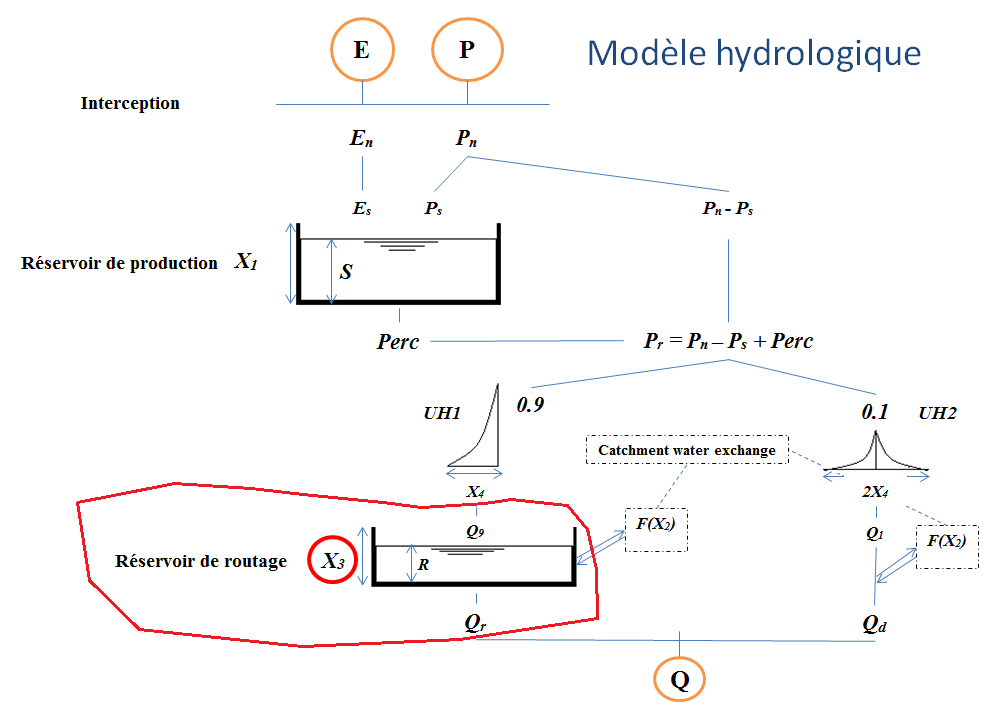 E P
Modèle hydrologique
Interception
En Pn
Es Ps Pn - Ps
Réservoir de production X1
S
Perc Pr = Pn – Ps + Perc
UH1 0.9 0.1 UH2
Catchment water exchange
X4 2X4
Q9 F(X2) Q1 F(X2)
Réservoir de routage X3 R
Qr Qd
Q